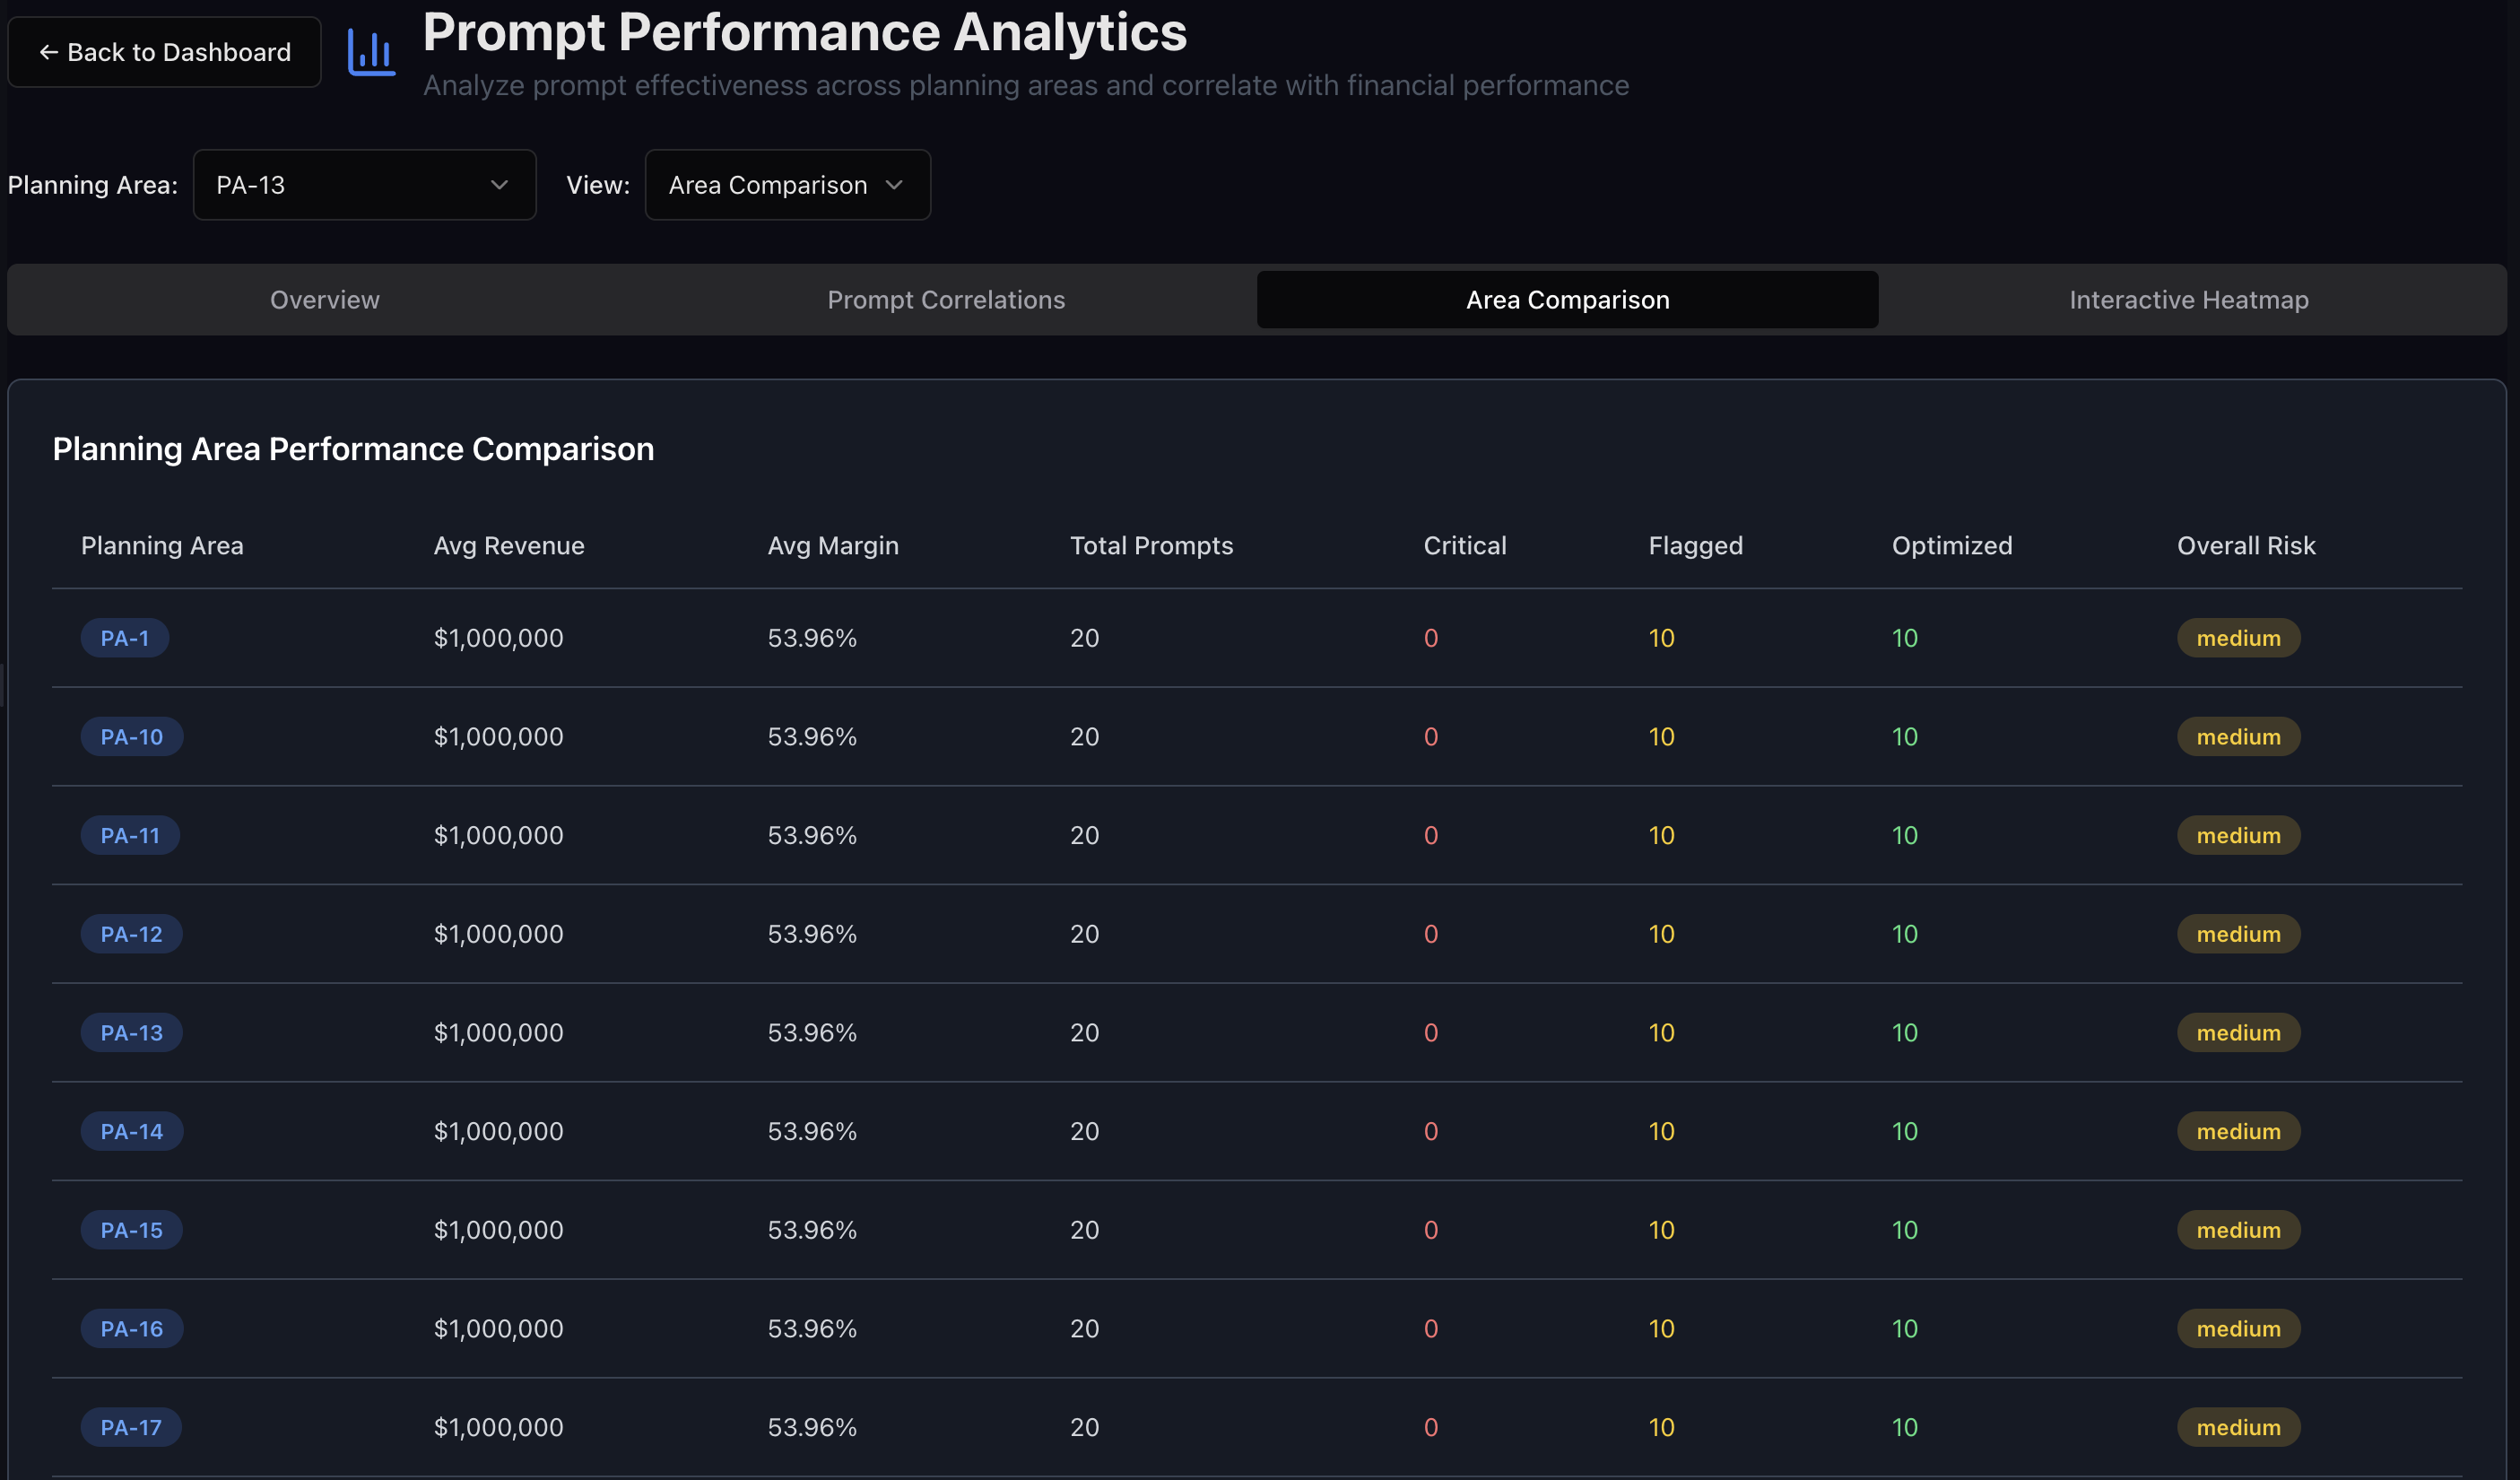 ← Back to Dashboard
Prompt Performance Analytics
Analyze prompt effectiveness across planning areas and correlate with financial performance
Planning Area: PA-13 View: Area Comparison
Overview Prompt Correlations Area Comparison Interactive Heatmap
Planning Area Performance Comparison
Planning Area Avg Revenue Avg Margin Total Prompts Critical Flagged Optimized Overall Risk
PA-1 $1,000,000 53.96% 20 0 10 10 medium
PA-10 $1,000,000 53.96% 20 0 10 10 medium
PA-11 $1,000,000 53.96% 20 0 10 10 medium
PA-12 $1,000,000 53.96% 20 0 10 10 medium
PA-13 $1,000,000 53.96% 20 0 10 10 medium
PA-14 $1,000,000 53.96% 20 0 10 10 medium
PA-15 $1,000,000 53.96% 20 0 10 10 medium
PA-16 $1,000,000 53.96% 20 0 10 10 medium
PA-17 $1,000,000 53.96% 20 0 10 10 medium